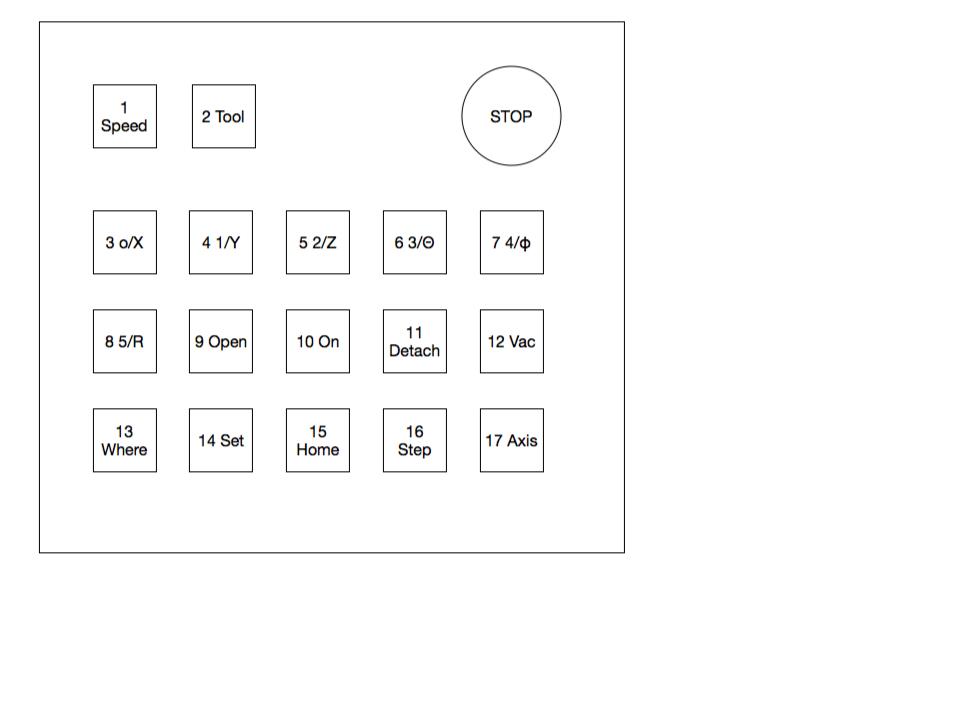 1
Speed
2 Tool
STOP
3 o/X
4 1/Y
5 2/Z
6 3/Θ
7 4/ɸ
8 5/R
9 Open
10 On
11
Detach
12 Vac
13
Where
14 Set
15
Home
16
Step
17 Axis